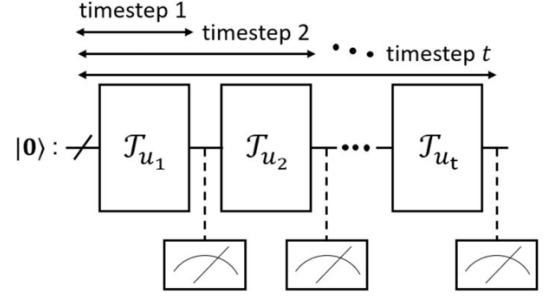 timestep 1
timestep 2
timestep t
|0⟩ :
𝒯u1
𝒯u2
𝒯ut